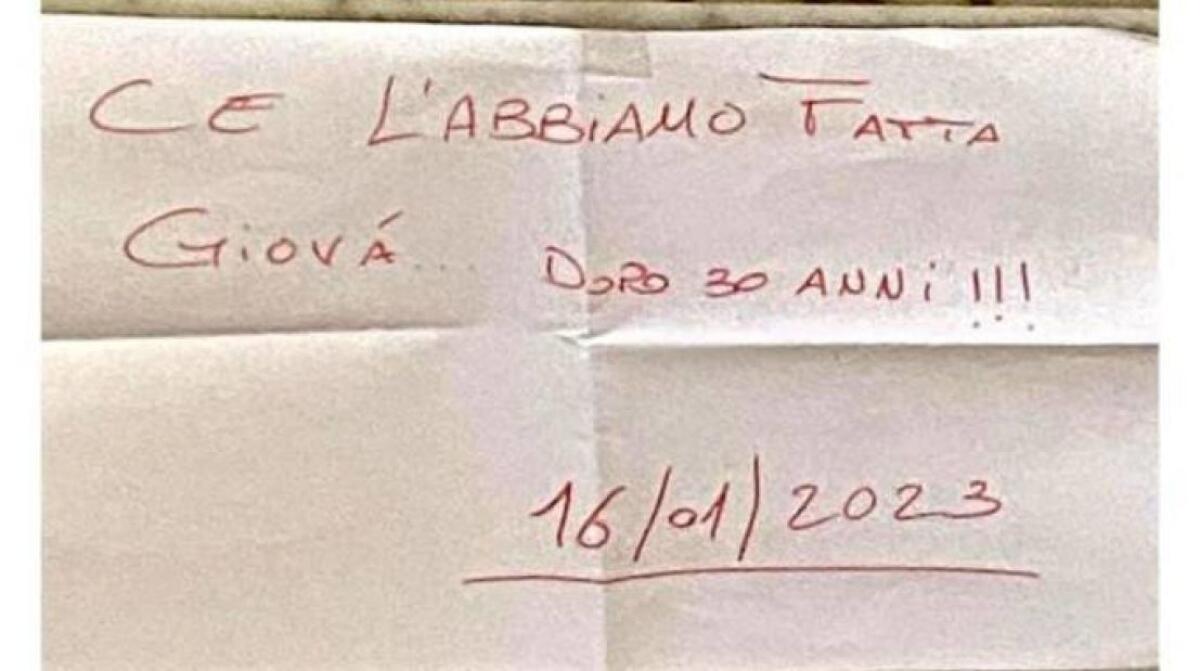 CE L'ABBIAMO FATTA
GIOVÁ... DOPO 30 ANNI!!!
16/01/2023